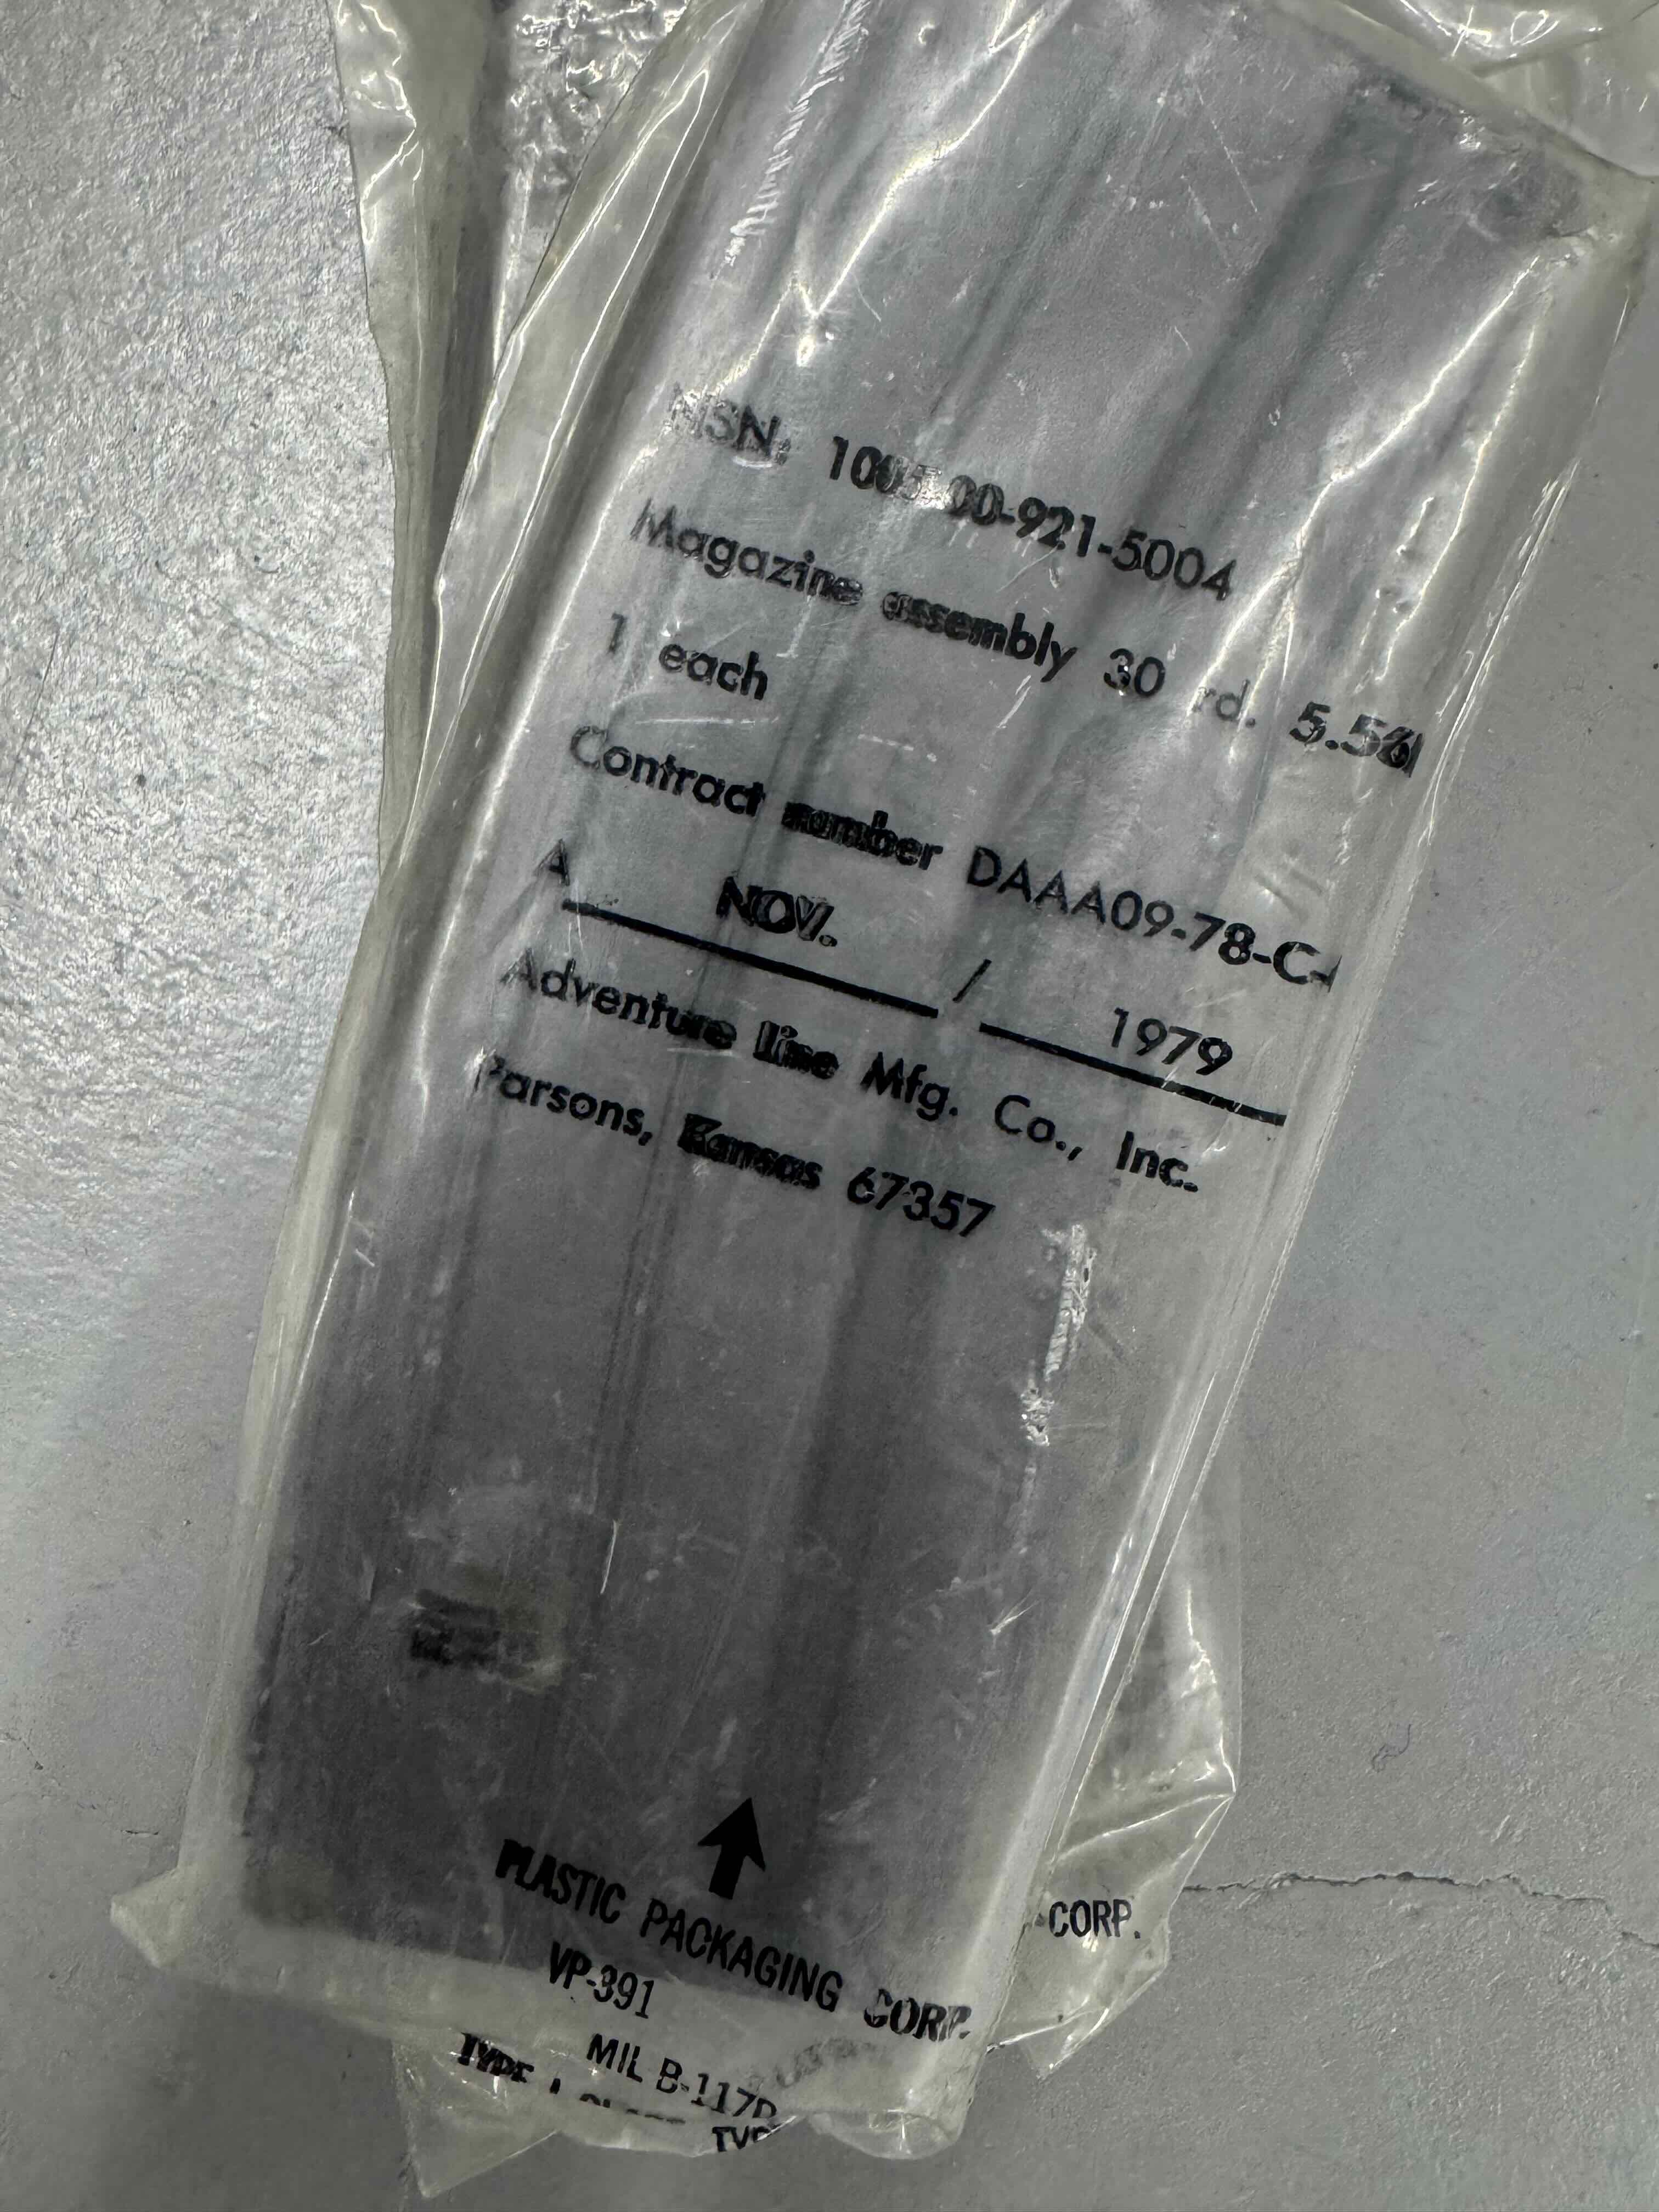 NSN. 1005-00-921-5004
Magazine assembly 30 rd. 5.56
1 each
Contract number DAAA09-78-C-
A NOV. / 1979
Adventure line Mfg. Co., Inc.
Parsons, Kansas 67357
PLASTIC PACKAGING CORP.
CORP.
VP-391
MIL B-117D
TYPE I